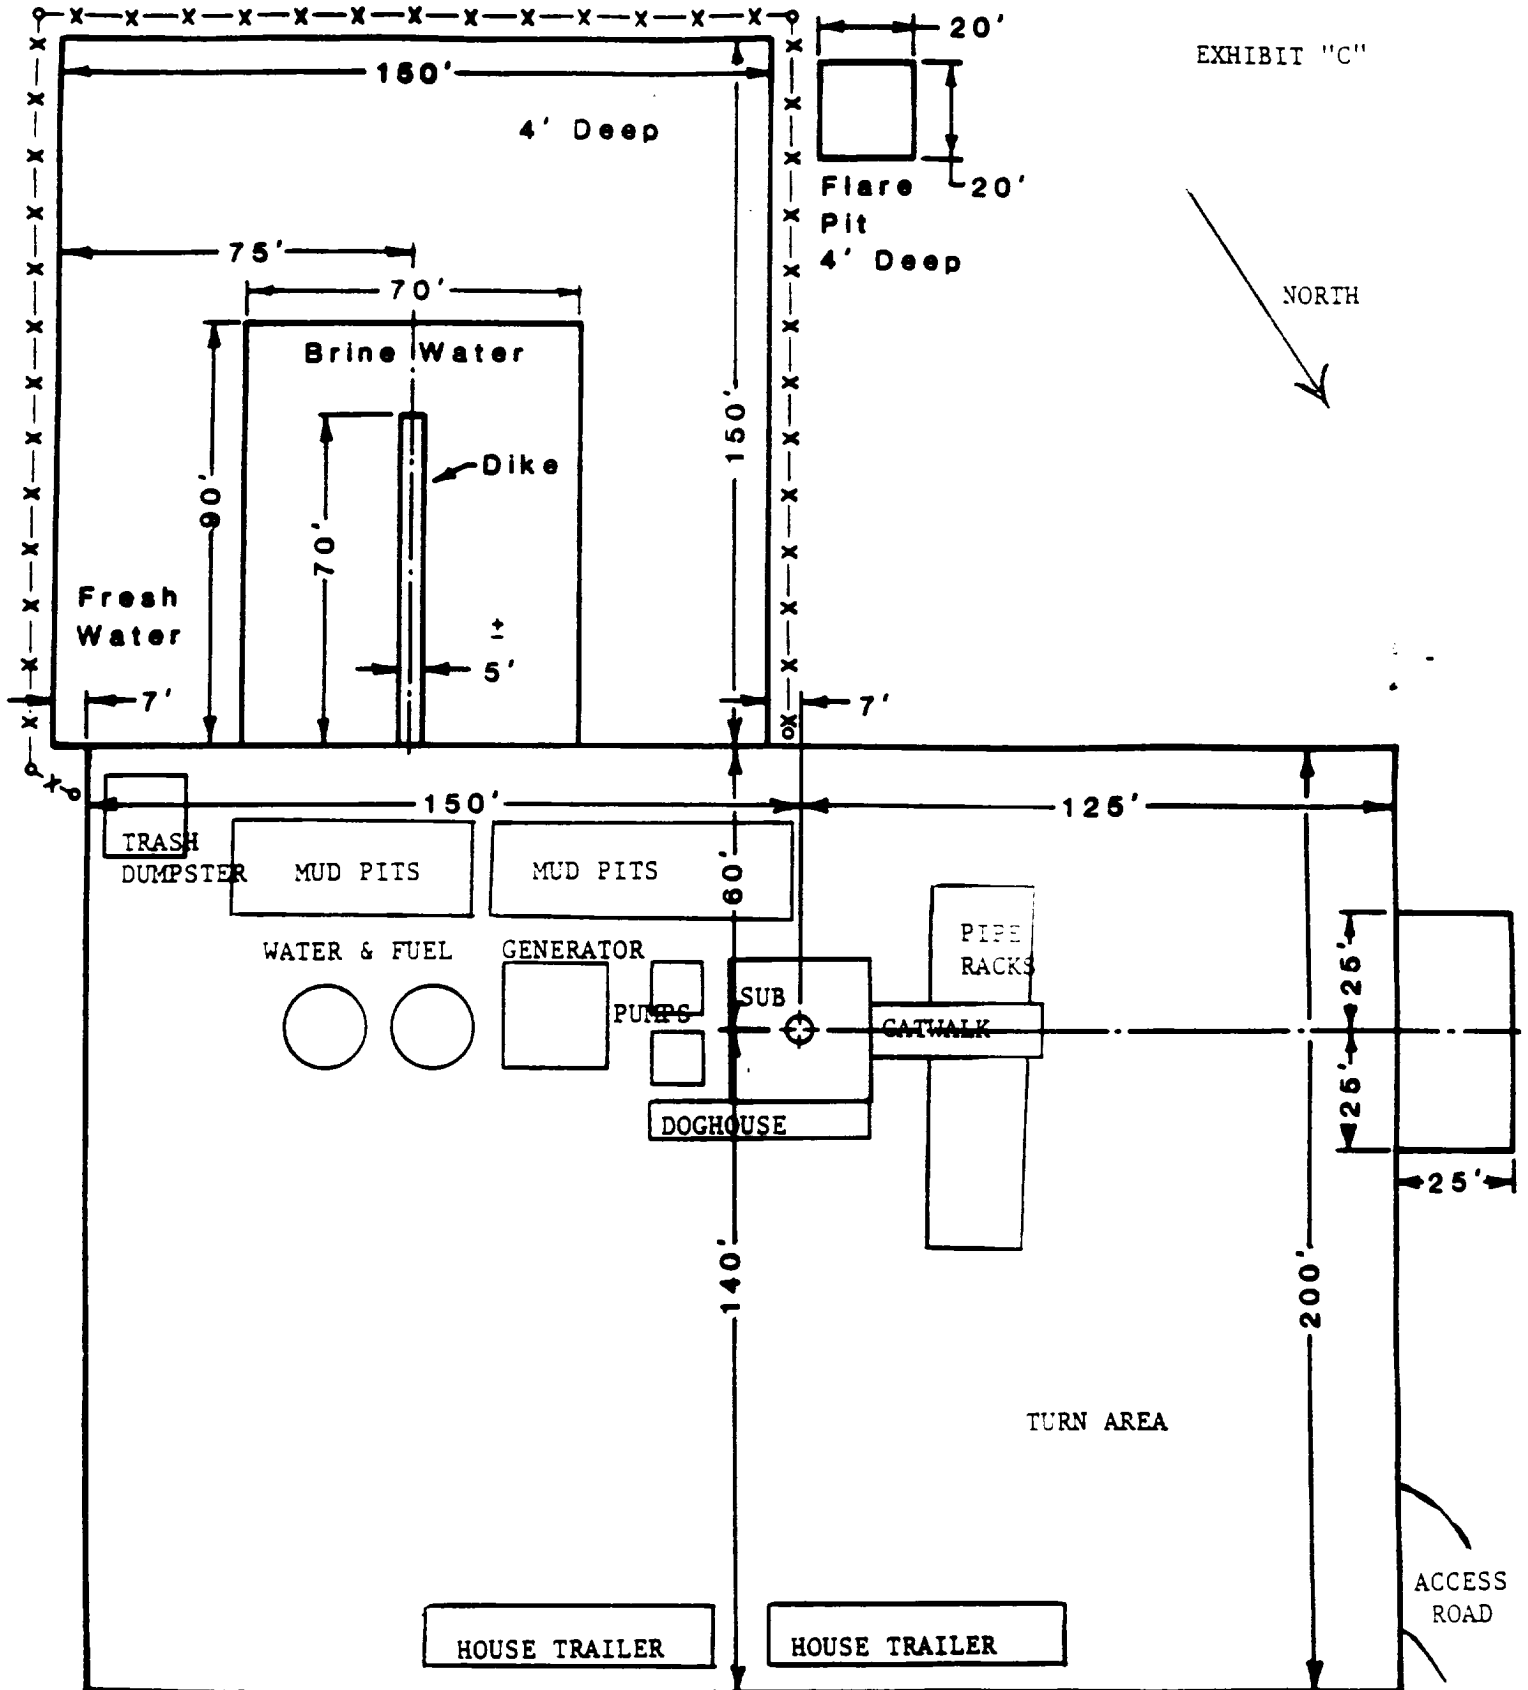 EXHIBIT "C"
20'
150'
4' Deep
20'
Flare
Pit
4' Deep
75'
70'
NORTH
Brine Water
150'
Dike
90'
70'
Fresh
Water
±
5'
7'
7'
150'
125'
TRASH
DUMPSTER
MUD PITS
MUD PITS
60'
WATER & FUEL
GENERATOR
PIPE
RACKS
25'
SUB
PUMPS
CATWALK
25'
DOGHOUSE
25'
140'
200'
TURN AREA
ACCESS
ROAD
HOUSE TRAILER
HOUSE TRAILER